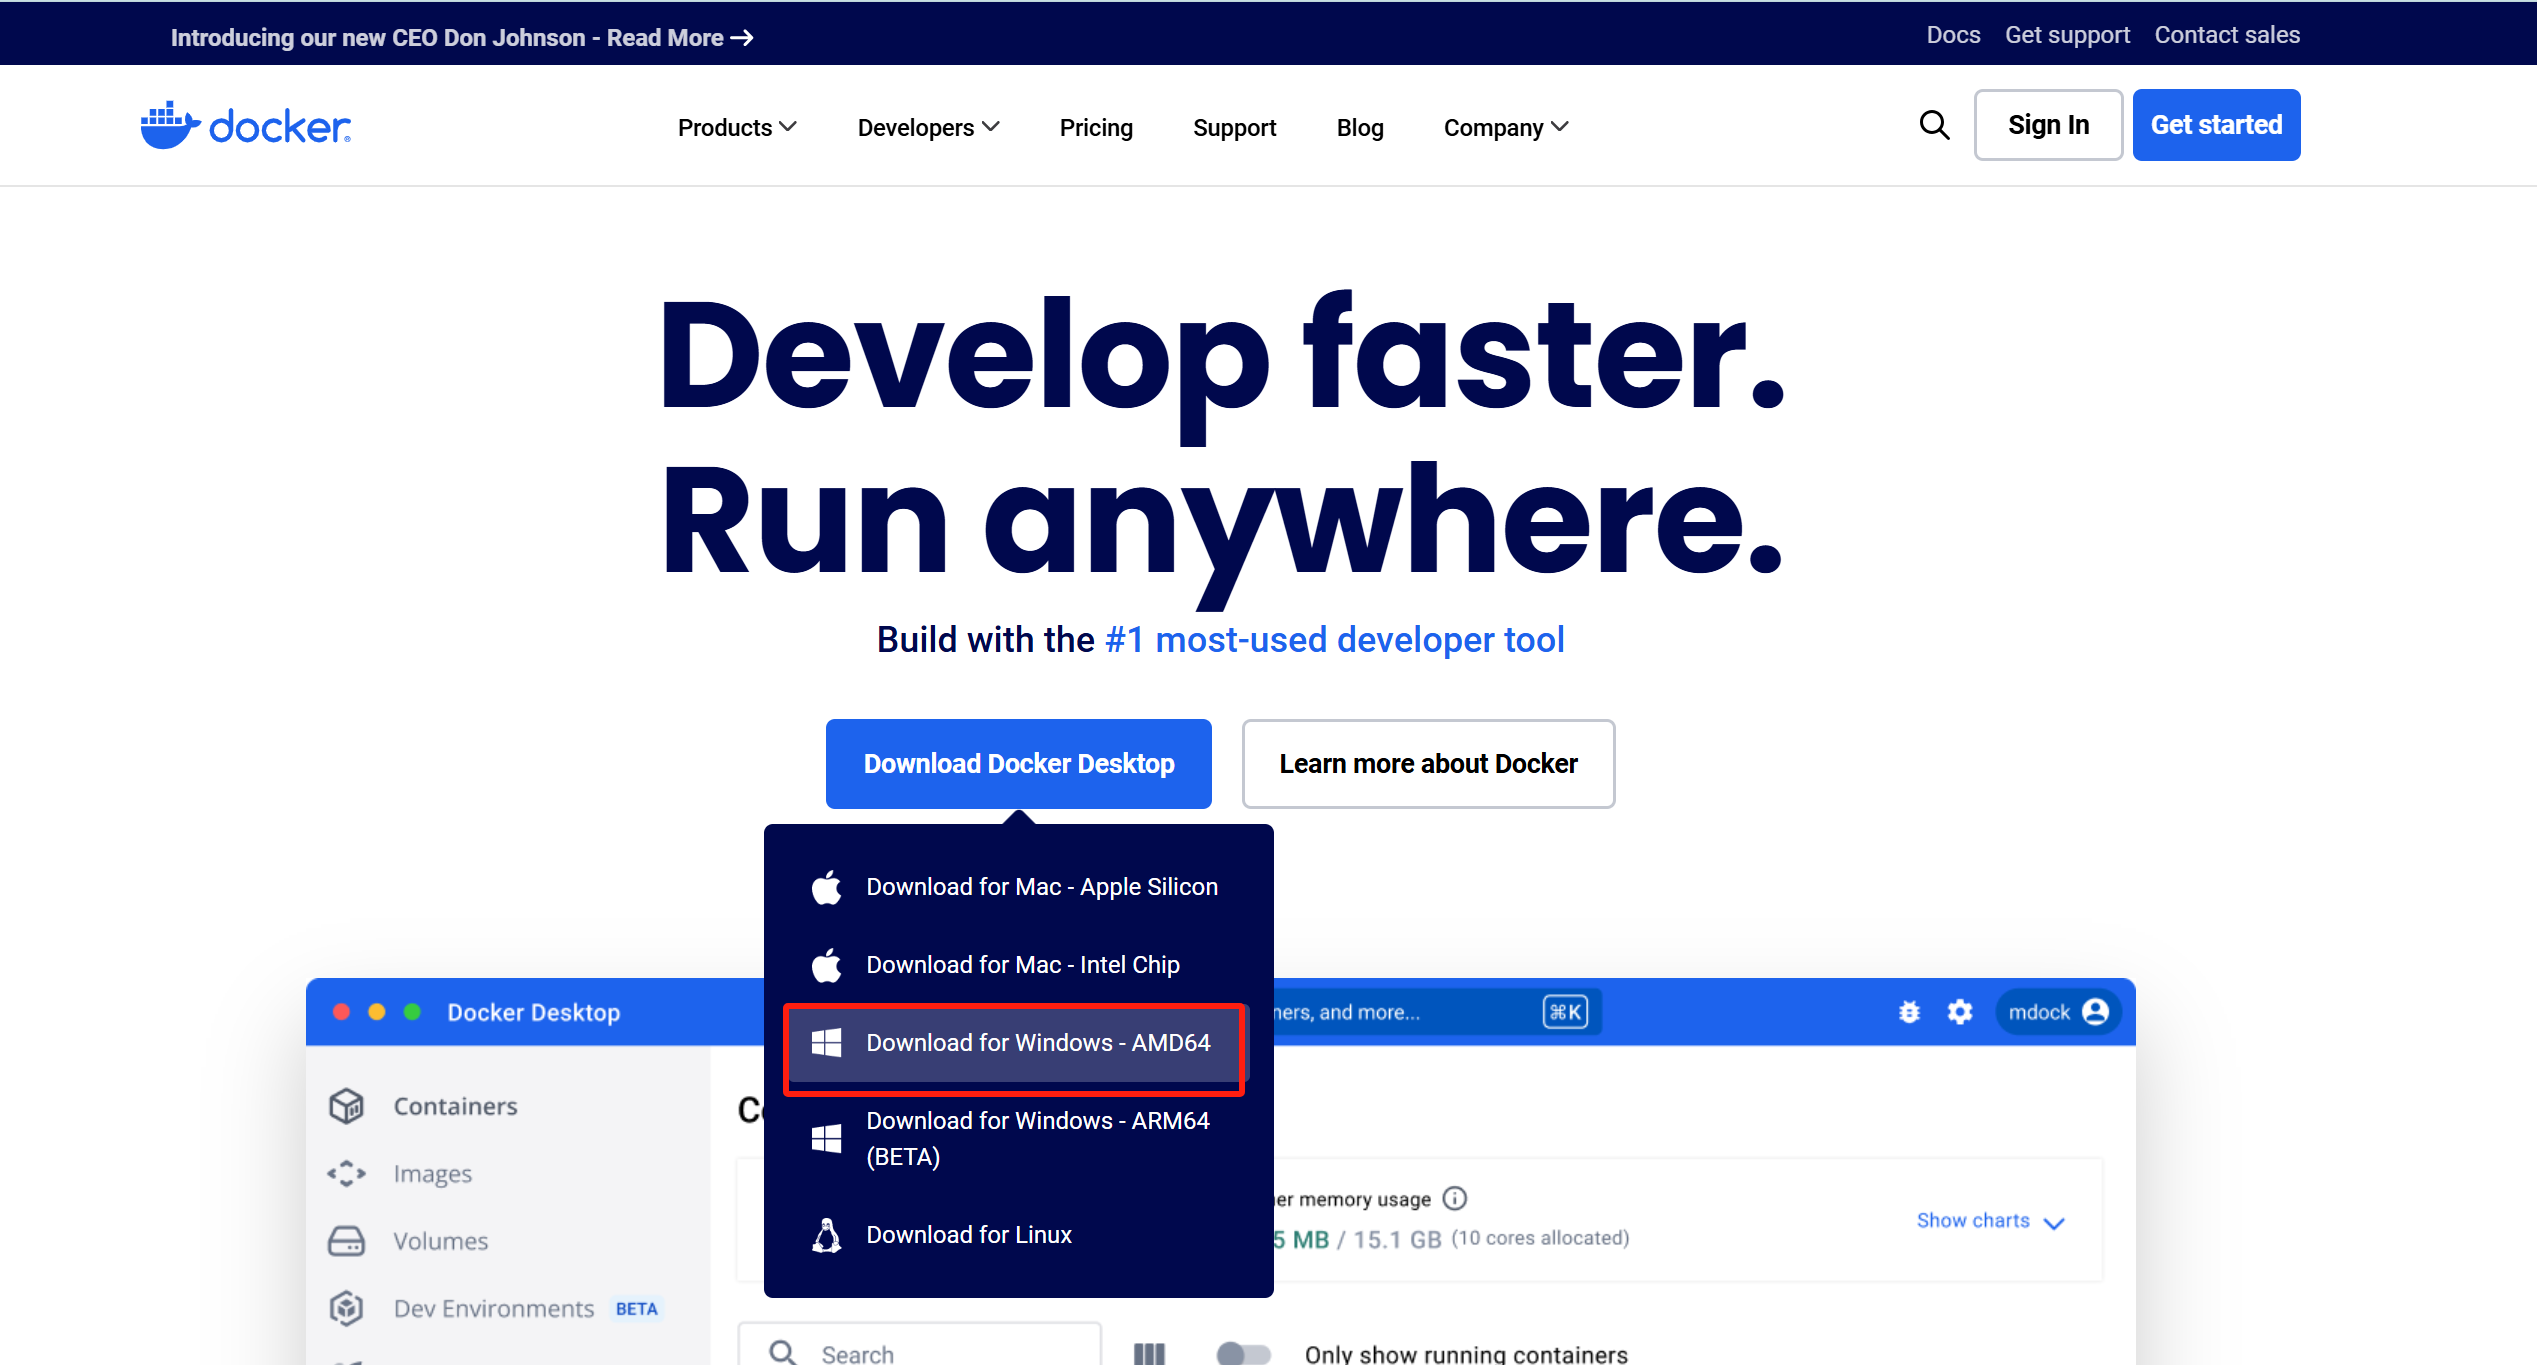 Introducing our new CEO Don Johnson - Read More →
Docs Get support Contact sales
docker
Products Developers Pricing Support Blog Company
Sign In Get started
Develop faster.
Run anywhere.
Build with the #1 most-used developer tool
Download Docker Desktop Learn more about Docker
Download for Mac - Apple Silicon
Download for Mac - Intel Chip
Download for Windows - AMD64
Download for Windows - ARM64
(BETA)
Download for Linux
Docker Desktop
and more... ⌘K mdock
Containers
Images
Volumes
Dev Environments BETA
memory usage
MB / 15.1 GB (10 cores allocated)
Show charts
Search
Only show running containers